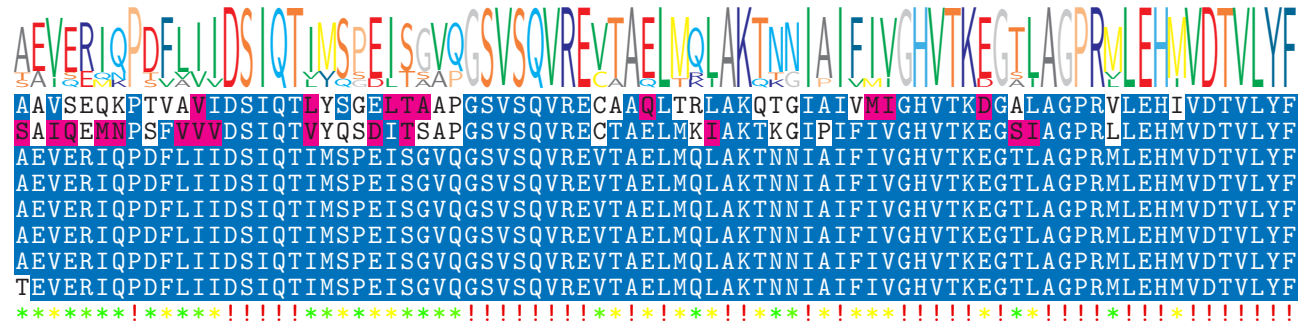 AEVERIQPDFLIIDSIQTIMSPEISGVQGSVSQVREVTAELMQLAKTNNIAIFIVGHVTKEGTLAGPRMLEHMVDTVLYF
AAVSEQKPTVAVIDSIQTLYSGELTAAPGSVSQVRECAAQLTRLAKQTGIAIVMIGHVTKDGALAGPRVLEHIVDTVLYF
SAIQEMNPSFVVVDSIQTVYQSDITSAPGSVSQVRECTAELMKIAKTKGIPIFIVGHVTKEGSIAGPRLLEHMVDTVLYF
AEVERIQPDFLIIDSIQTIMSPEISGVQGSVSQVREVTAELMQLAKTNNIAIFIVGHVTKEGTLAGPRMLEHMVDTVLYF
AEVERIQPDFLIIDSIQTIMSPEISGVQGSVSQVREVTAELMQLAKTNNIAIFIVGHVTKEGTLAGPRMLEHMVDTVLYF
AEVERIQPDFLIIDSIQTIMSPEISGVQGSVSQVREVTAELMQLAKTNNIAIFIVGHVTKEGTLAGPRMLEHMVDTVLYF
AEVERIQPDFLIIDSIQTIMSPEISGVQGSVSQVREVTAELMQLAKTNNIAIFIVGHVTKEGTLAGPRMLEHMVDTVLYF
AEVERIQPDFLIIDSIQTIMSPEISGVQGSVSQVREVTAELMQLAKTNNIAIFIVGHVTKEGTLAGPRMLEHMVDTVLYF
TEVERIQPDFLIIDSIQTIMSPEISGVQGSVSQVREVTAELMQLAKTNNIAIFIVGHVTKEGTLAGPRMLEHMVDTVLYF
*******!*****!!!!!**********!!!!!!!!**!*!***!!***!*!***!!!!!*!**!!!!*!!!*!!!!!!!